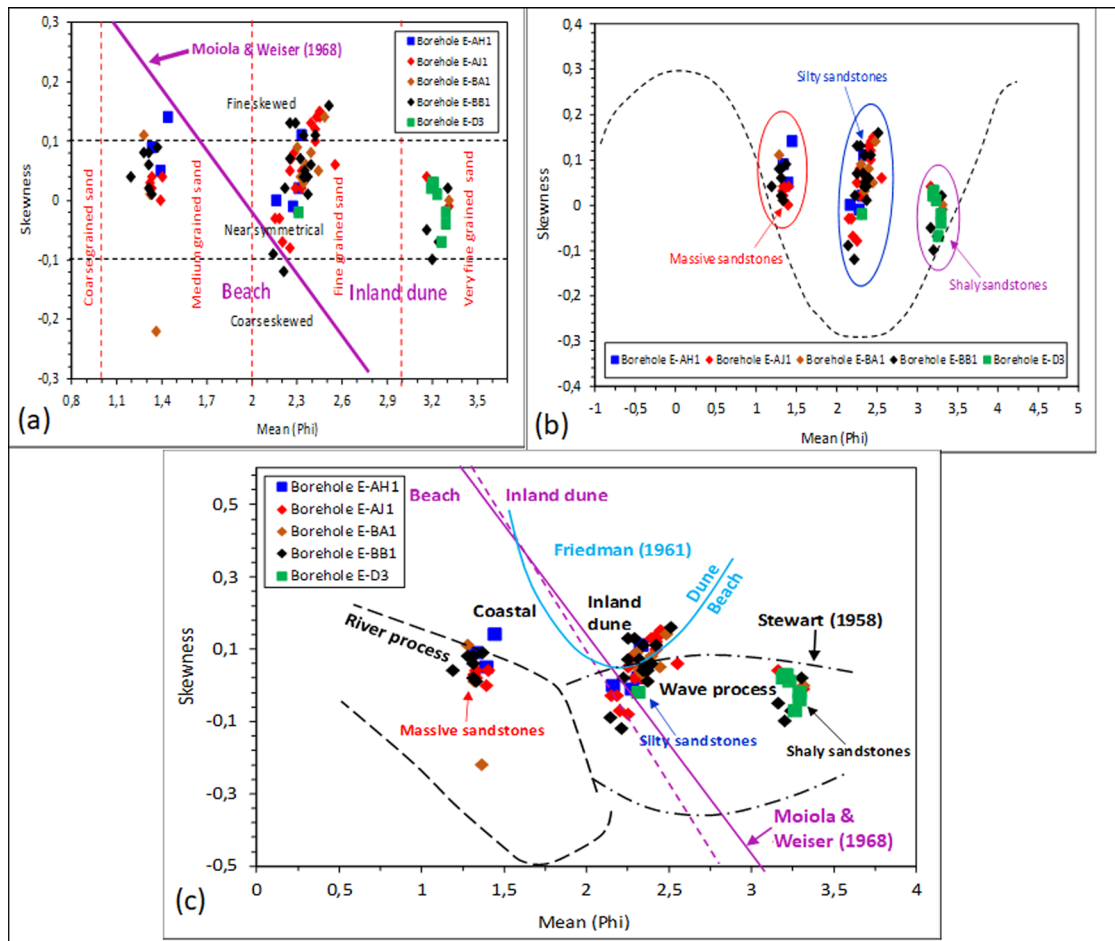 0,3
0,2
0,1
0
-0,1
-0,2
-0,3
Skewness
0,8
1,1
1,4
1,7
2
2,3
2,6
2,9
3,2
3,5
Mean (Phi)
Moiola & Weiser (1968)
Borehole E-AH1
Borehole E-AJ1
Borehole E-BA1
Borehole E-BB1
Borehole E-D3
Fine skewed
Near symmetrical
Coarse skewed
Coarse grained sand
Medium grained sand
Fine grained sand
Very fine grained sand
Beach
Inland dune
(a)
0,4
0,3
0,2
0,1
0
-0,1
-0,2
-0,3
-0,4
Skewness
Silty sandstones
Massive sandstones
Shaly sandstones
Borehole E-AH1
Borehole E-AJ1
Borehole E-BA1
Borehole E-BB1
Borehole E-D3
-1
-0,5
0
0,5
1
1,5
2
2,5
3
3,5
4
4,5
5
Mean (Phi)
(b)
0,5
0,3
0,1
-0,1
-0,3
-0,5
Skewness
Borehole E-AH1
Borehole E-AJ1
Borehole E-BA1
Borehole E-BB1
Borehole E-D3
Beach
Inland dune
Friedman (1961)
Dune
Beach
Coastal
Inland
dune
Stewart (1958)
River process
Wave process
Massive sandstones
Silty sandstones
Shaly sandstones
Moiola &
Weiser (1968)
0
0,5
1
1,5
2
2,5
3
3,5
4
Mean (Phi)
(c)